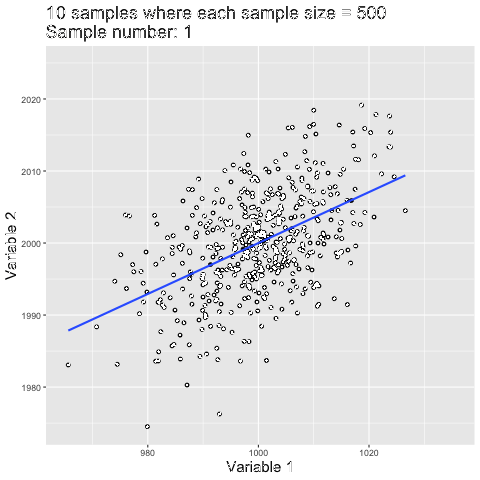 10 samples where each sample size = 500
Sample number: 1
2020
2010
2000
1990
1980
Variable 2
980
1000
1020
Variable 1